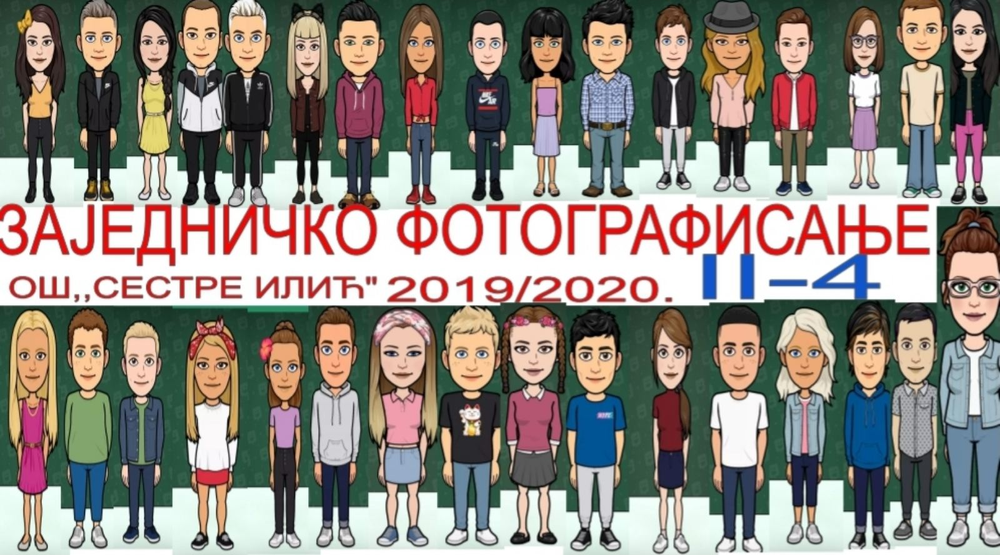 ЗАЈЕДНИЧКО ФОТОГРАФИСАЊЕ
ОШ,,СЕСТРЕ ИЛИЋ" 2019/2020. II-4